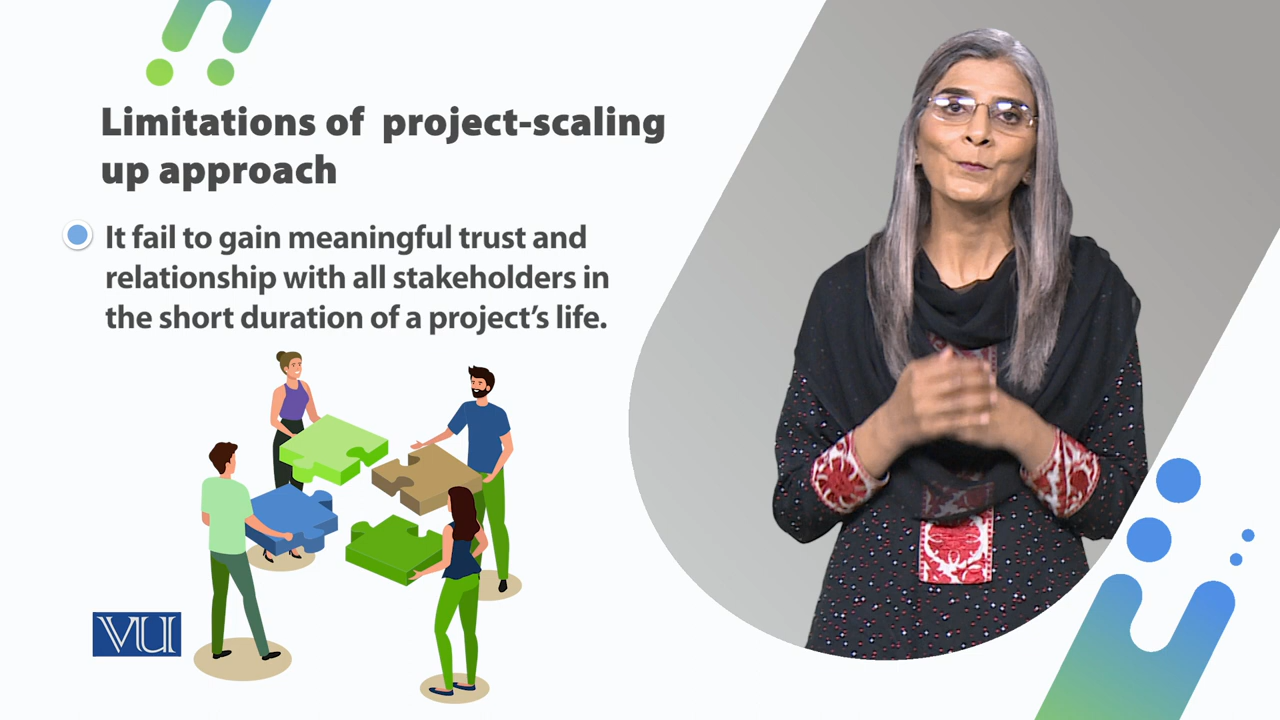 Limitations of project-scaling
up approach
It fail to gain meaningful trust and
relationship with all stakeholders in
the short duration of a project's life.
VU